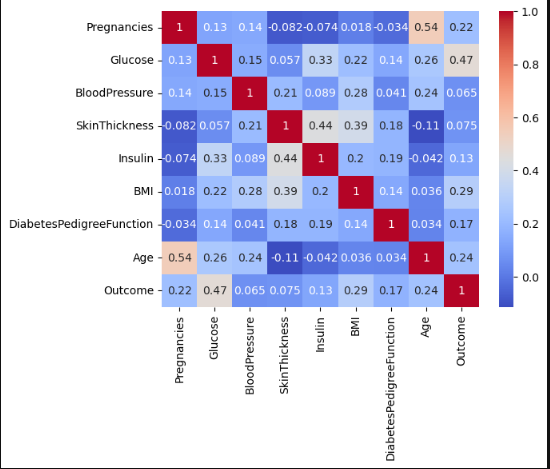 Pregnancies 1 0.13 0.14 -0.082 -0.074 0.018 -0.034 0.54 0.22
Glucose 0.13 1 0.15 0.057 0.33 0.22 0.14 0.26 0.47
BloodPressure 0.14 0.15 1 0.21 0.089 0.28 0.041 0.24 0.065
SkinThickness -0.082 0.057 0.21 1 0.44 0.39 0.18 -0.11 0.075
Insulin -0.074 0.33 0.089 0.44 1 0.2 0.19 -0.042 0.13
BMI 0.018 0.22 0.28 0.39 0.2 1 0.14 0.036 0.29
DiabetesPedigreeFunction -0.034 0.14 0.041 0.18 0.19 0.14 1 0.034 0.17
Age 0.54 0.26 0.24 -0.11 -0.042 0.036 0.034 1 0.24
Outcome 0.22 0.47 0.065 0.075 0.13 0.29 0.17 0.24 1
Pregnancies
Glucose
BloodPressure
SkinThickness
Insulin
BMI
DiabetesPedigreeFunction
Age
Outcome
1.0
0.8
0.6
0.4
0.2
0.0